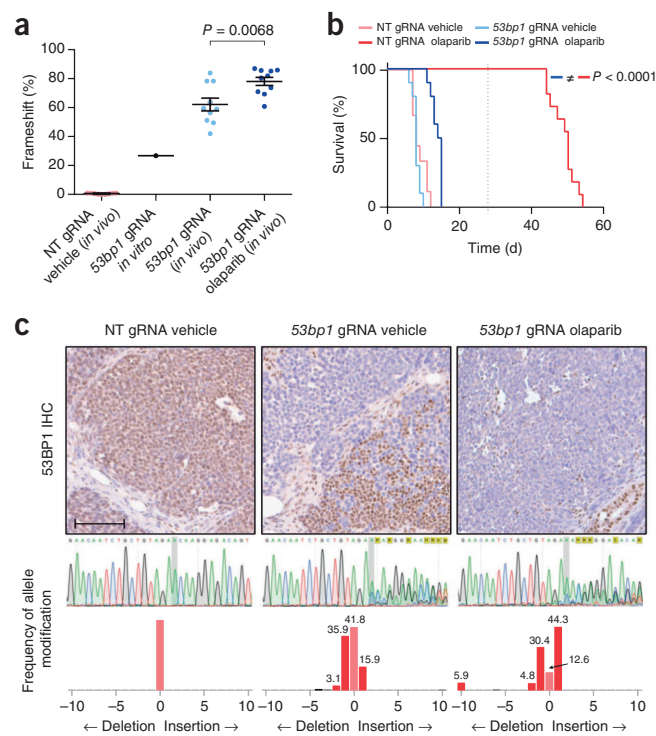 a
P = 0.0068
Frameshift (%)
100
80
60
40
20
0
NT gRNA
vehicle (in vivo)
53bp1 gRNA
in vitro
53bp1 gRNA
(in vivo)
53bp1 gRNA
olaparib (in vivo)
b
NT gRNA vehicle
53bp1 gRNA vehicle
NT gRNA olaparib
53bp1 gRNA olaparib
≠ P < 0.0001
Survival (%)
100
50
0
0 20 40 60
Time (d)
c
NT gRNA vehicle
53bp1 gRNA vehicle
53bp1 gRNA olaparib
53BP1 IHC
Frequency of allele
modification
35.9
41.8
3.1
15.9
5.9
4.8
30.4
12.6
44.3
−10 −5 0 5 10
−10 −5 0 5 10
−10 −5 0 5 10
← Deletion Insertion →
← Deletion Insertion →
← Deletion Insertion →